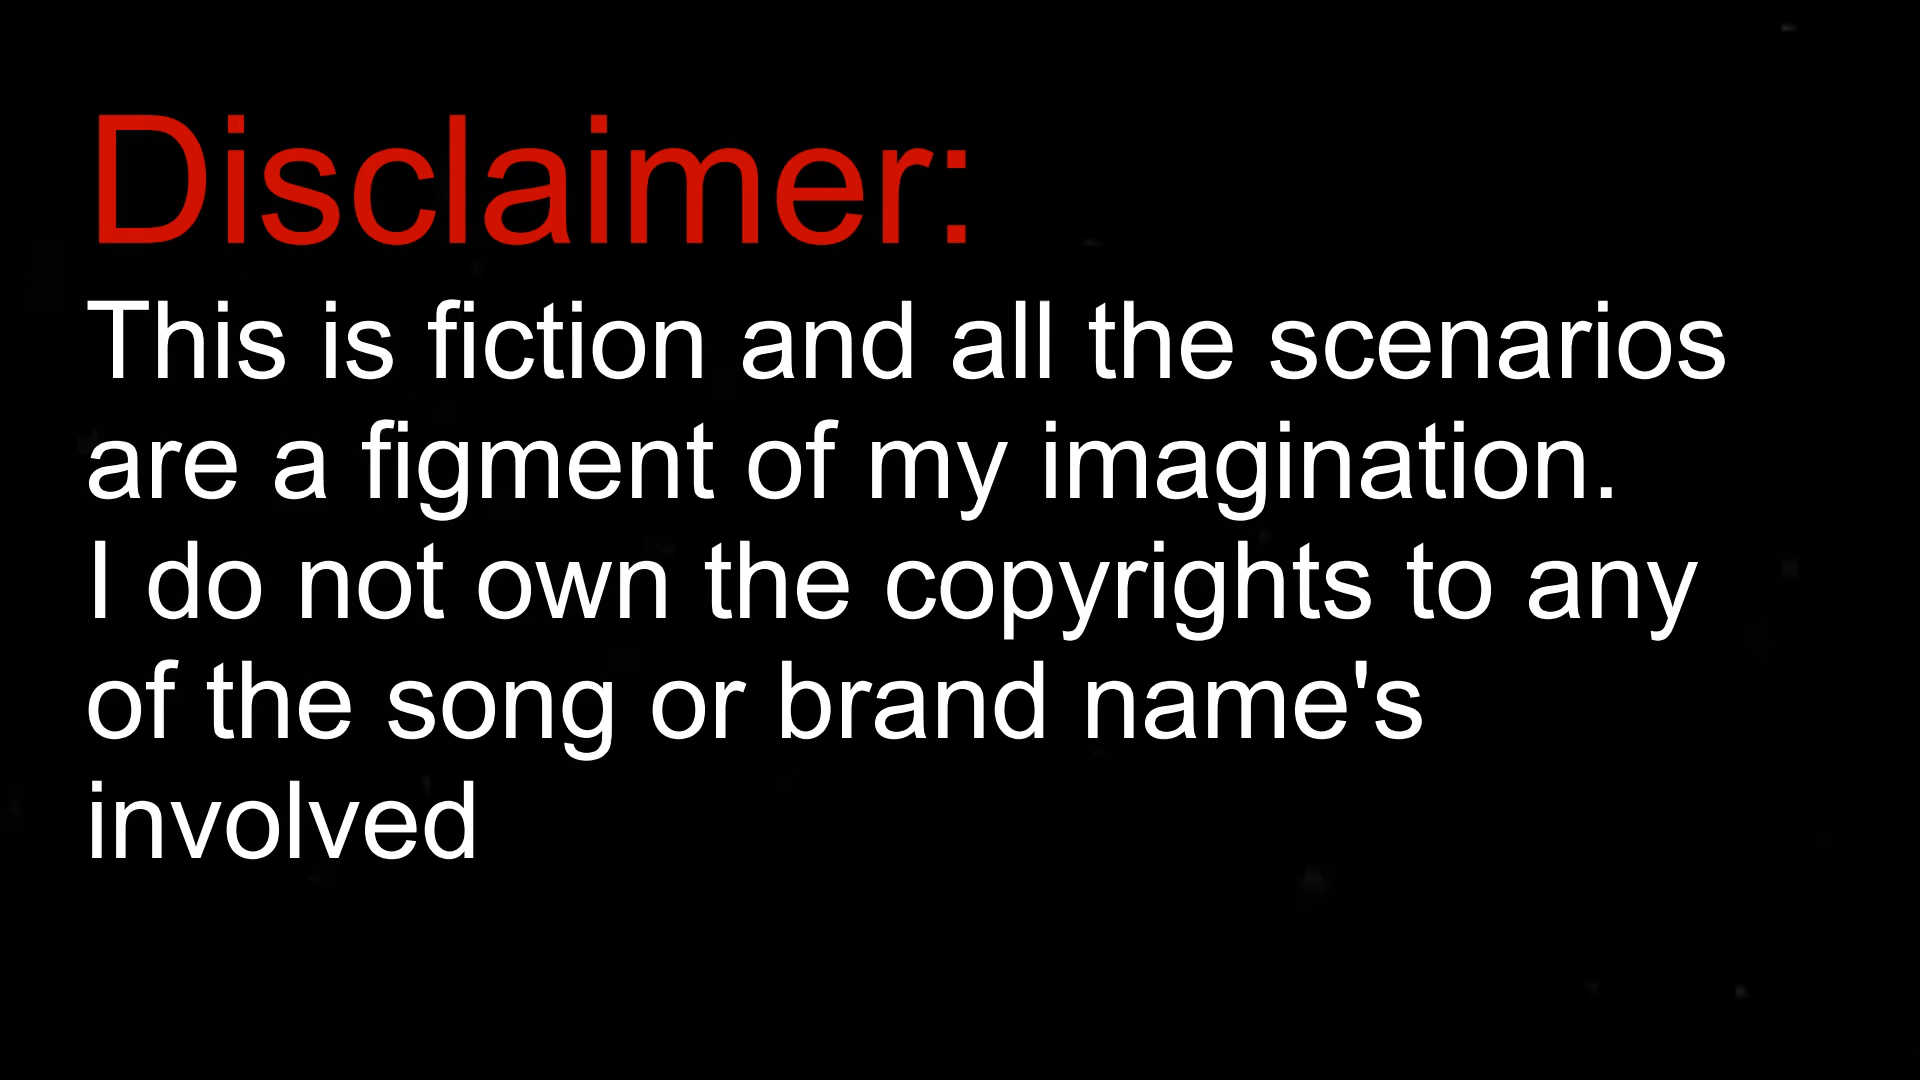 Disclaimer:
This is fiction and all the scenarios
are a figment of my imagination.
I do not own the copyrights to any
of the song or brand name's
involved